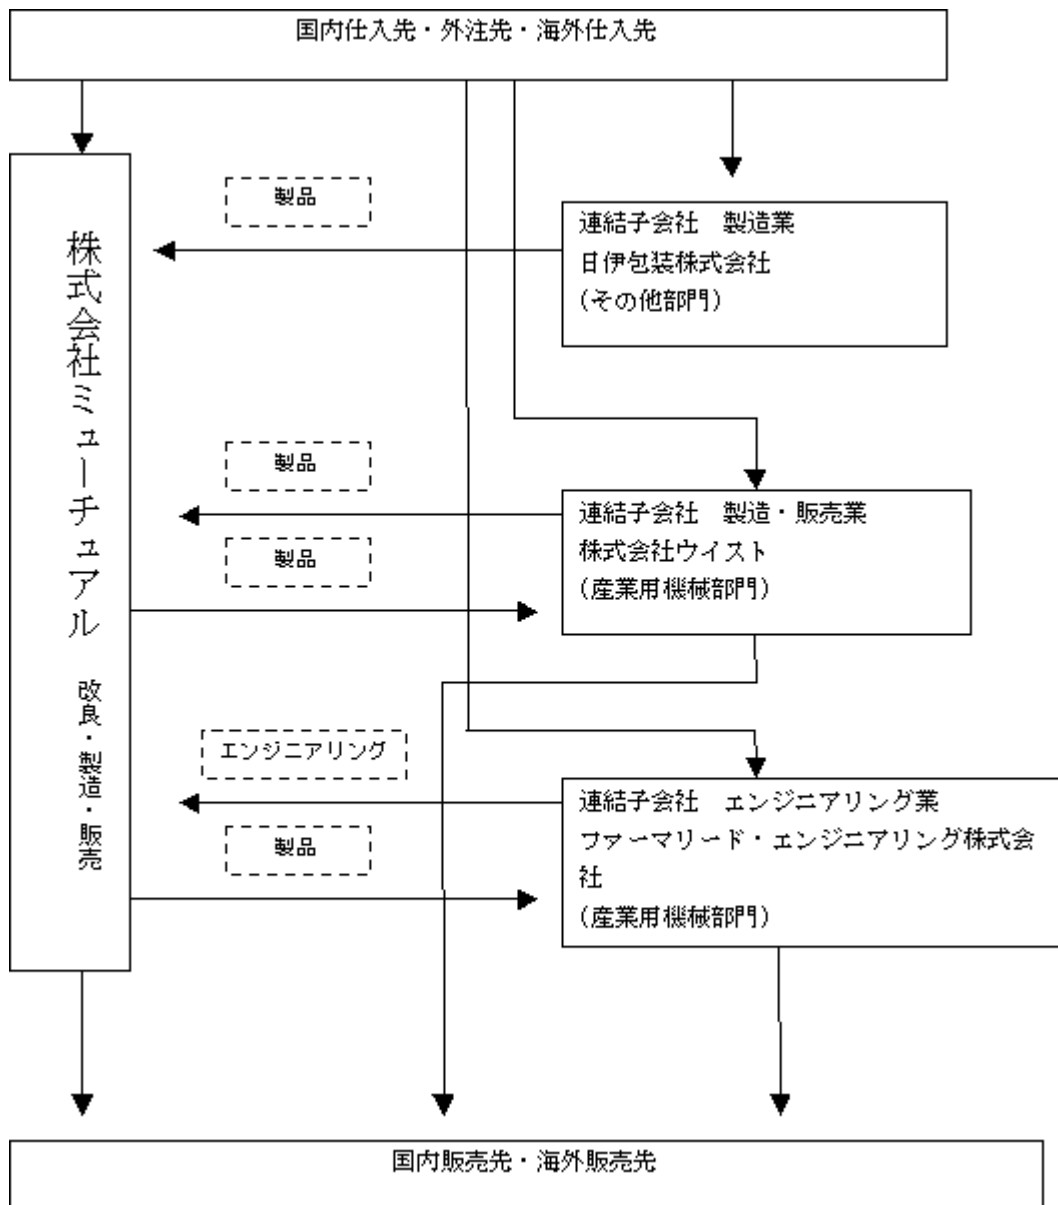 国内仕入先・外注先・海外仕入先
株式会社ミューチュアル 改良・製造・販売
製品
連結子会社 製造業
日伊包装株式会社
(その他部門)
製品
製品
連結子会社 製造・販売業
株式会社ウイスト
(産業用機械部門)
エンジニアリング
製品
連結子会社 エンジニアリング業
ファーマリード・エンジニアリング株式会
社
(産業用機械部門)
国内販売先・海外販売先